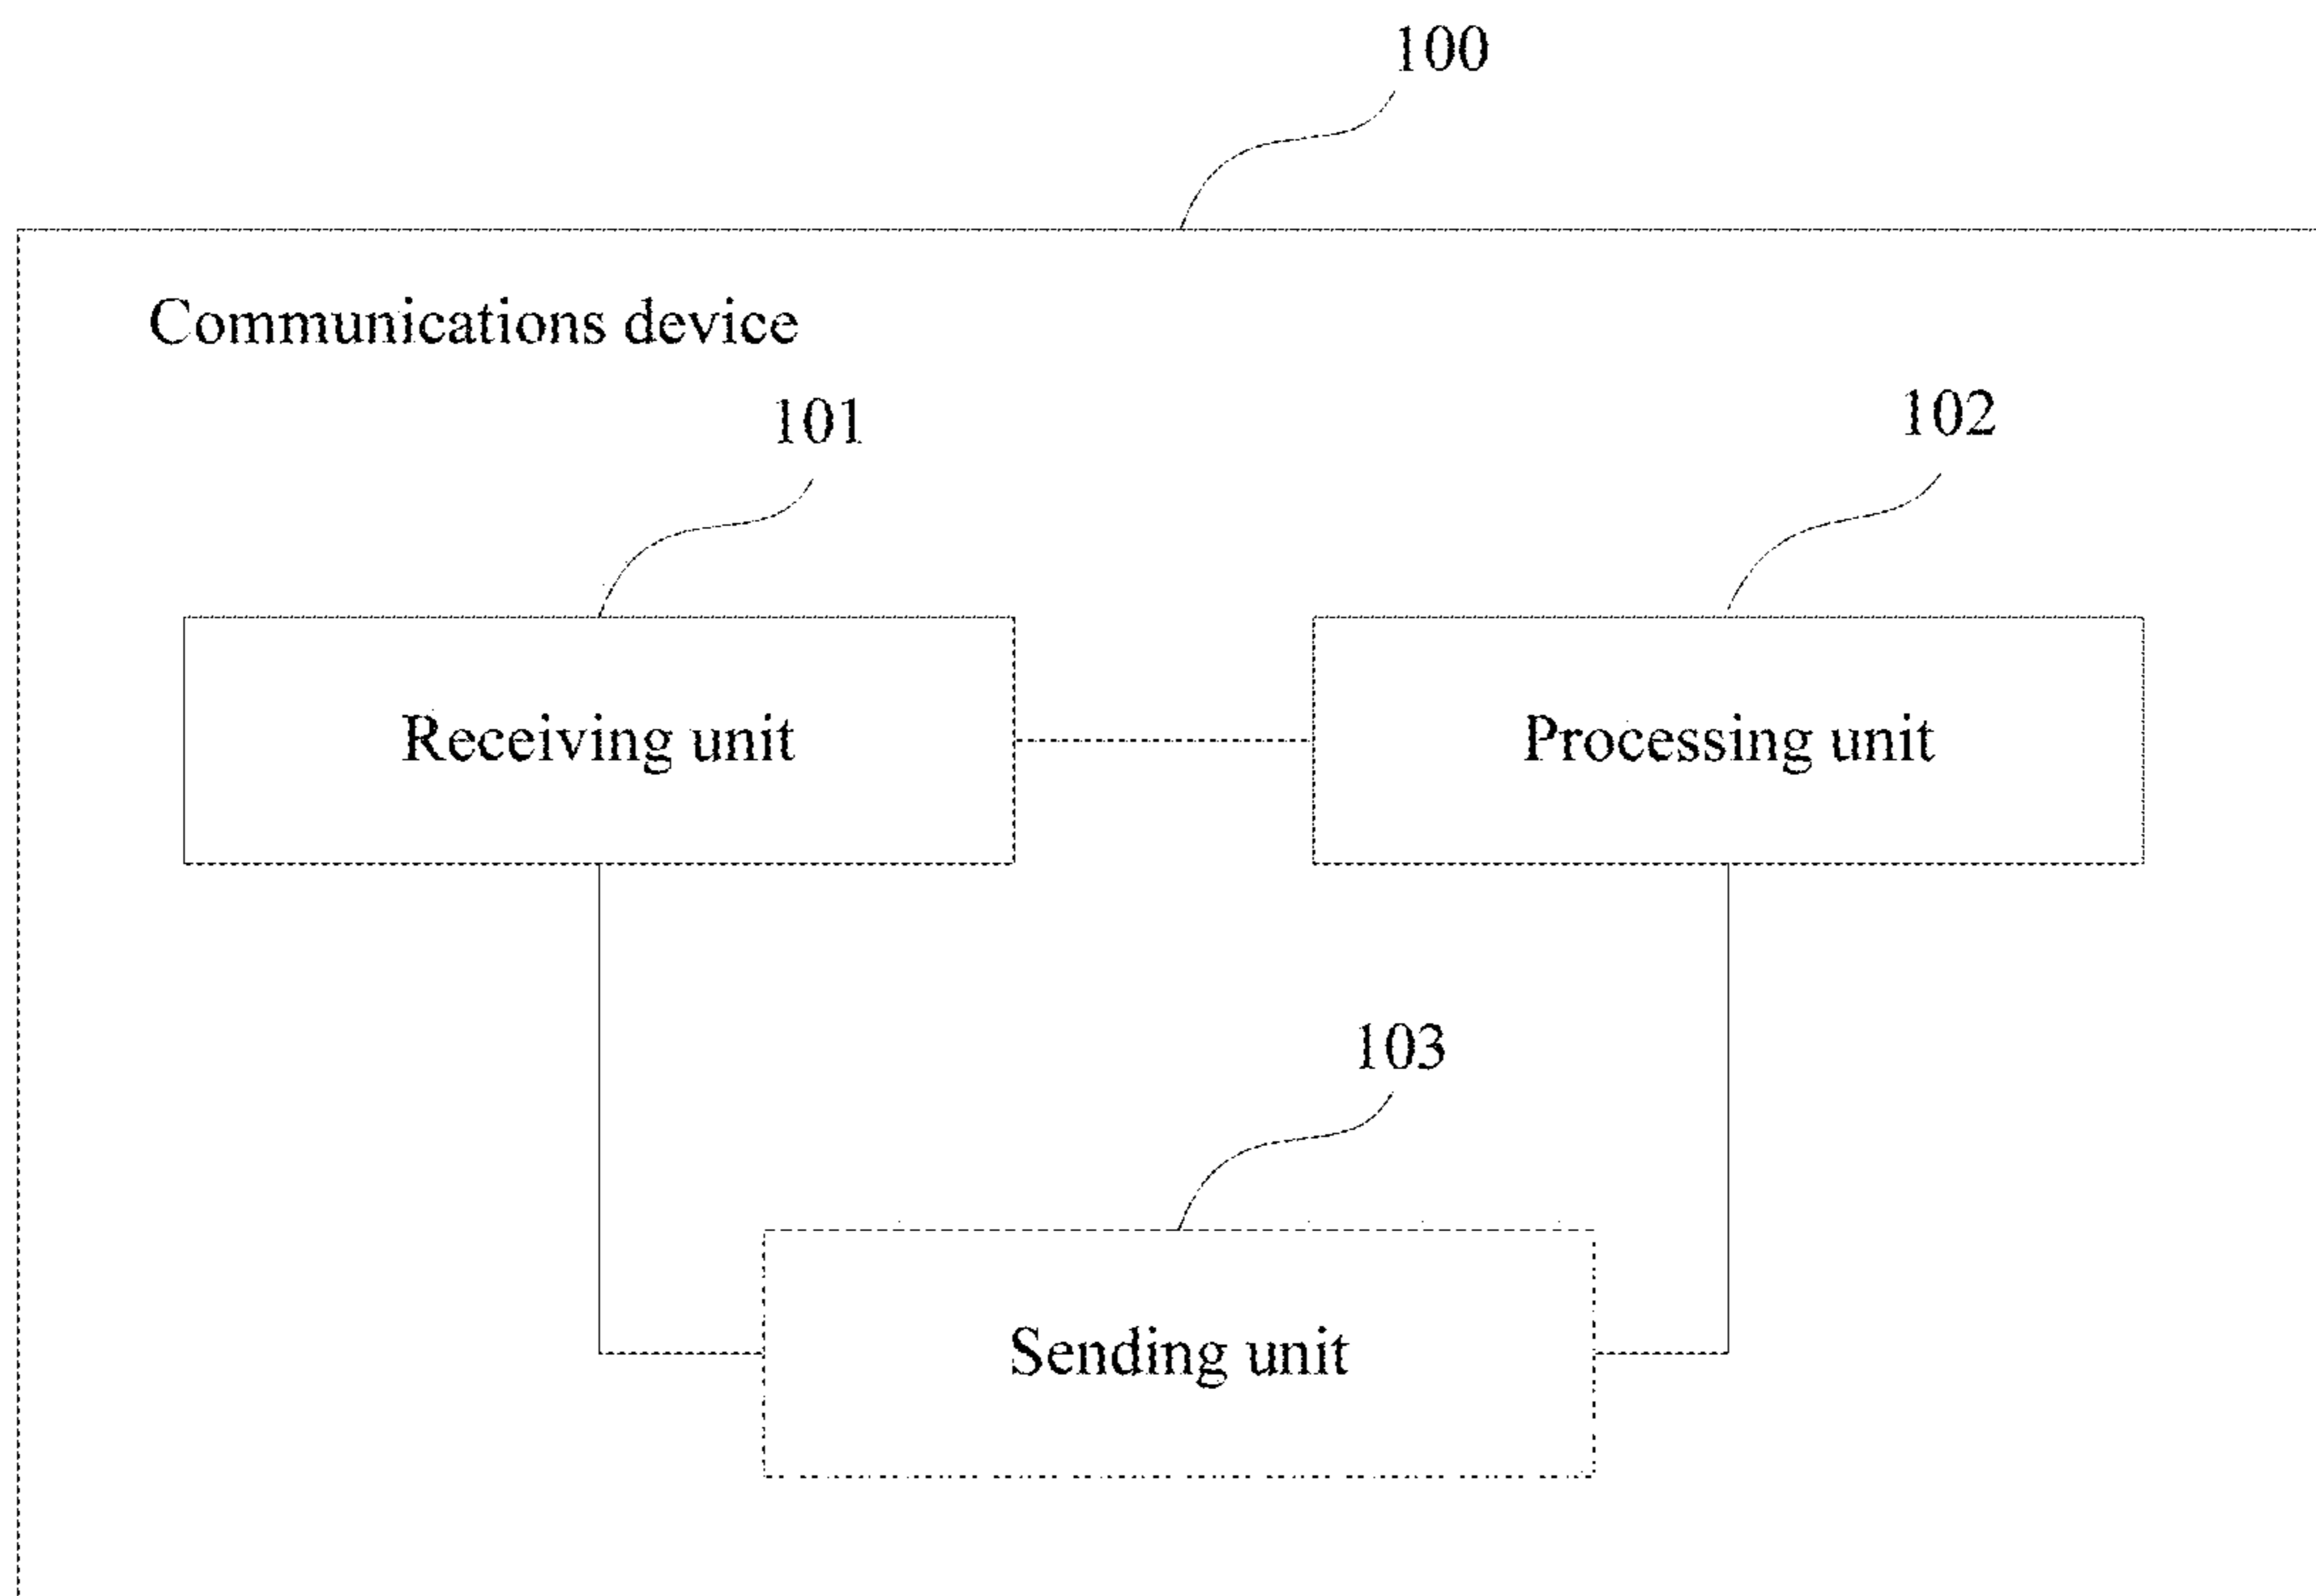 100
Communications device
101
102
Receiving unit
Processing unit
103
Sending unit